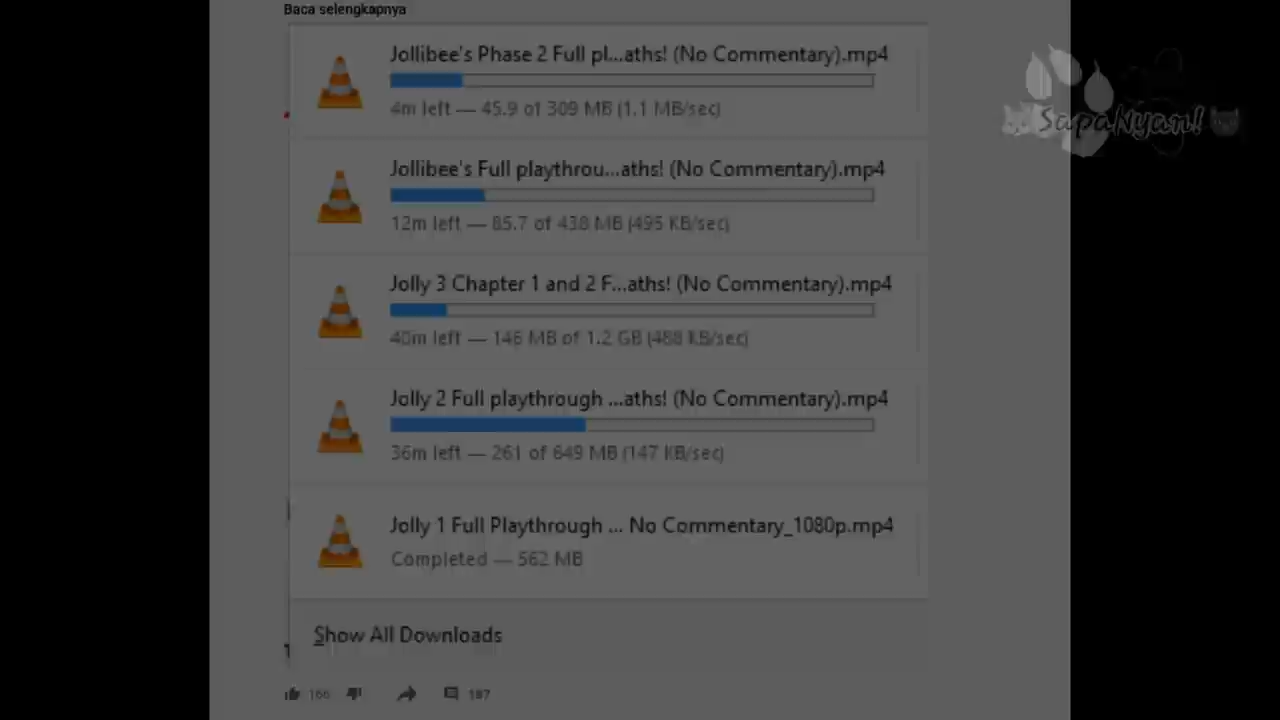 Baca selengkapnya
Jollibee's Phase 2 Full pl...aths! (No Commentary).mp4
4m left — 45.9 of 309 MB (1.1 MB/sec)
SapaNyan!
Jollibee's Full playthrou...aths! (No Commentary).mp4
12m left — 85.7 of 438 MB (495 KB/sec)
Jolly 3 Chapter 1 and 2 F...aths! (No Commentary).mp4
40m left — 146 MB of 1.2 GB (488 KB/sec)
Jolly 2 Full playthrough ...aths! (No Commentary).mp4
36m left — 261 of 649 MB (147 KB/sec)
Jolly 1 Full Playthrough ... No Commentary_1080p.mp4
Completed — 562 MB
Show All Downloads
166 187